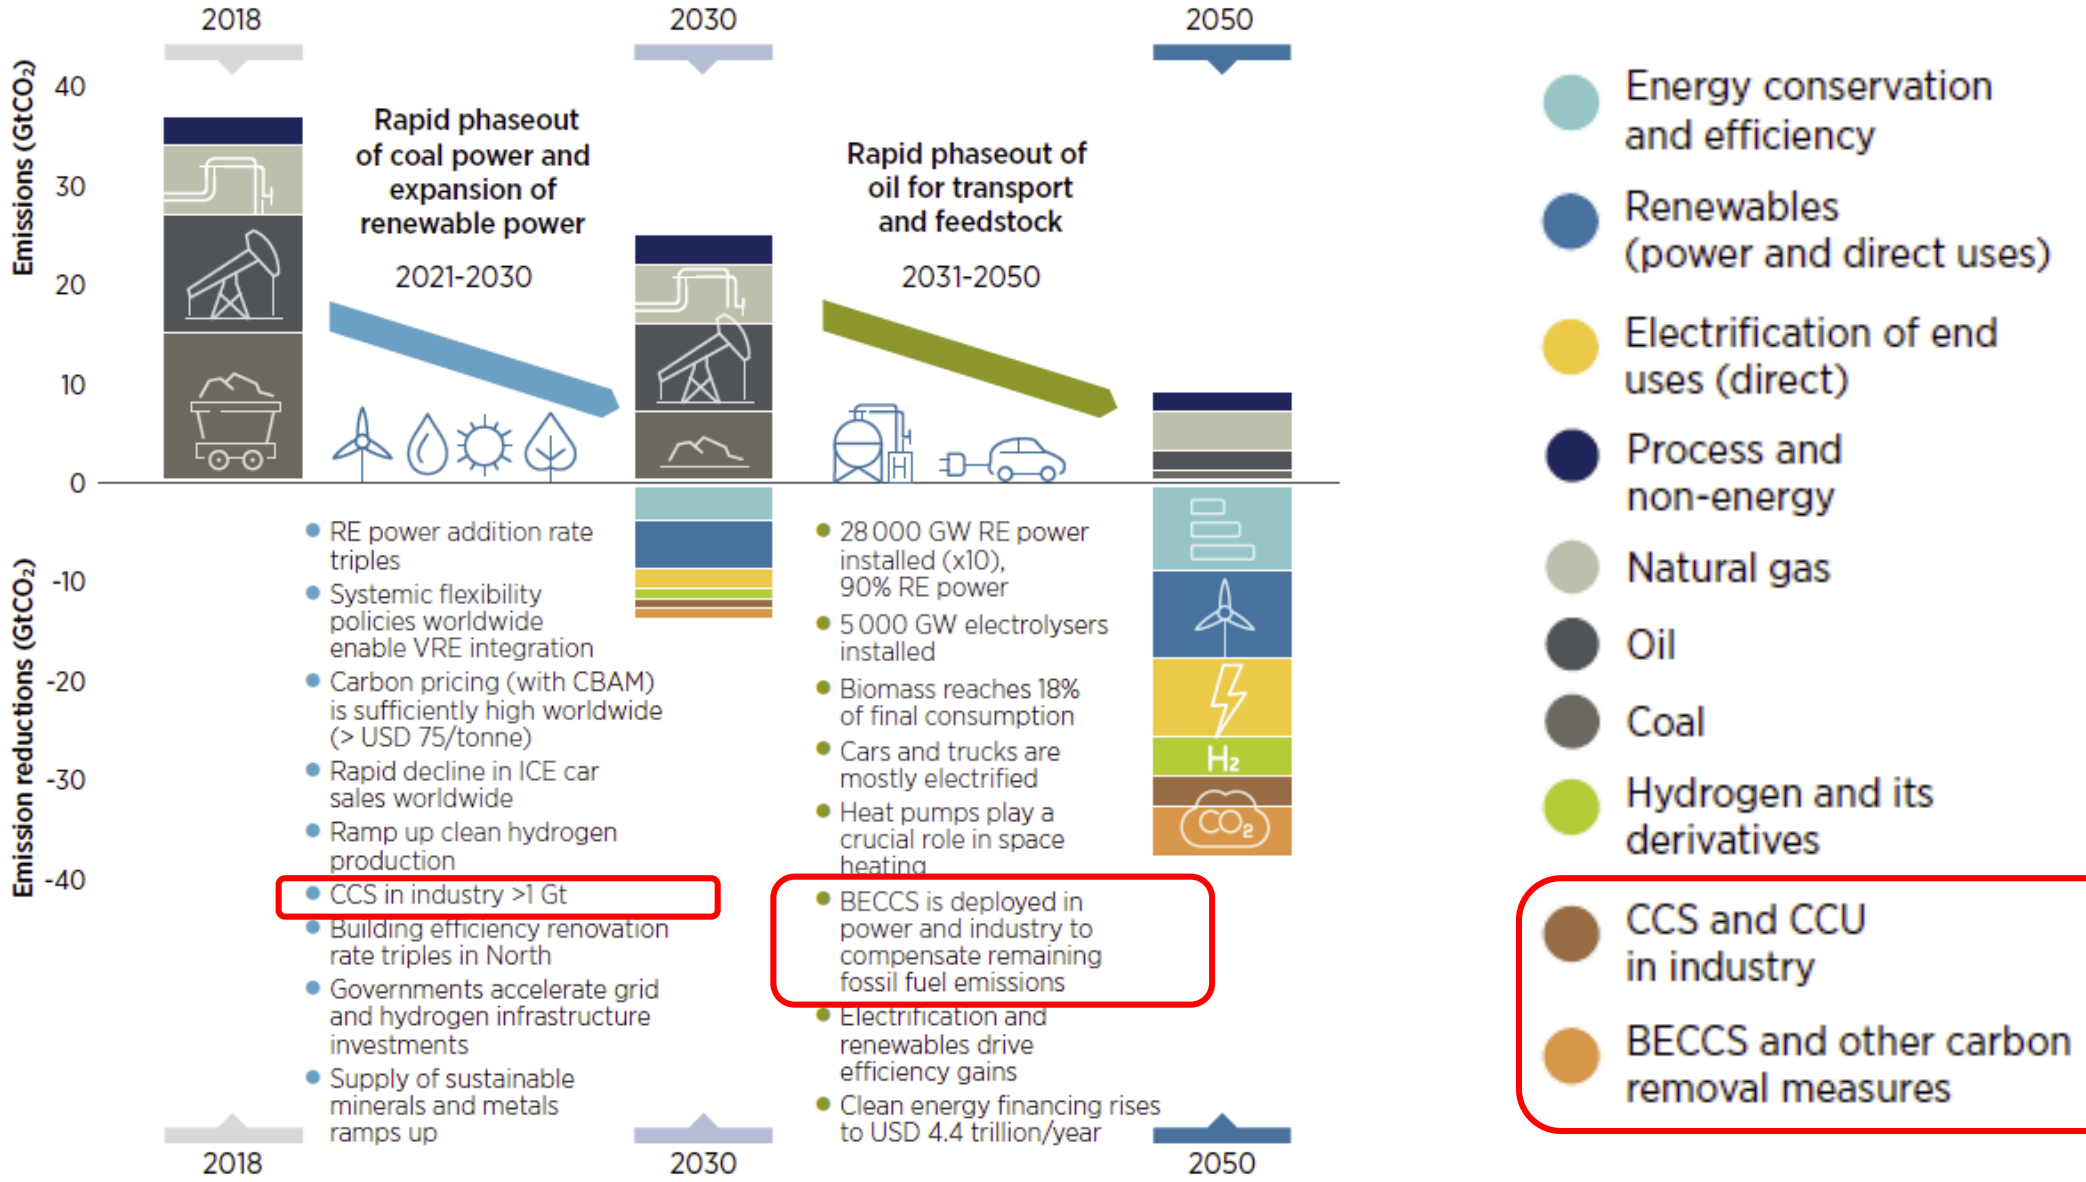 2018
2030
2050
Emissions (GtCO₂)
40
30
20
10
0
Rapid phaseout
of coal power and
expansion of
renewable power
2021-2030
Rapid phaseout of
oil for transport
and feedstock
2031-2050
H
Emission reductions (GtCO₂)
-10
-20
-30
-40
RE power addition rate
triples
Systemic flexibility
policies worldwide
enable VRE integration
Carbon pricing (with CBAM)
is sufficiently high worldwide
(> USD 75/tonne)
Rapid decline in ICE car
sales worldwide
Ramp up clean hydrogen
production
CCS in industry >1 Gt
Building efficiency renovation
rate triples in North
Governments accelerate grid
and hydrogen infrastructure
investments
Supply of sustainable
minerals and metals
ramps up
28 000 GW RE power
installed (x10),
90% RE power
5 000 GW electrolysers
installed
Biomass reaches 18%
of final consumption
Cars and trucks are
mostly electrified
Heat pumps play a
crucial role in space
heating
BECCS is deployed in
power and industry to
compensate remaining
fossil fuel emissions
Electrification and
renewables drive
efficiency gains
Clean energy financing rises
to USD 4.4 trillion/year
H₂
CO₂
2018
2030
2050
Energy conservation
and efficiency
Renewables
(power and direct uses)
Electrification of end
uses (direct)
Process and
non-energy
Natural gas
Oil
Coal
Hydrogen and its
derivatives
CCS and CCU
in industry
BECCS and other carbon
removal measures